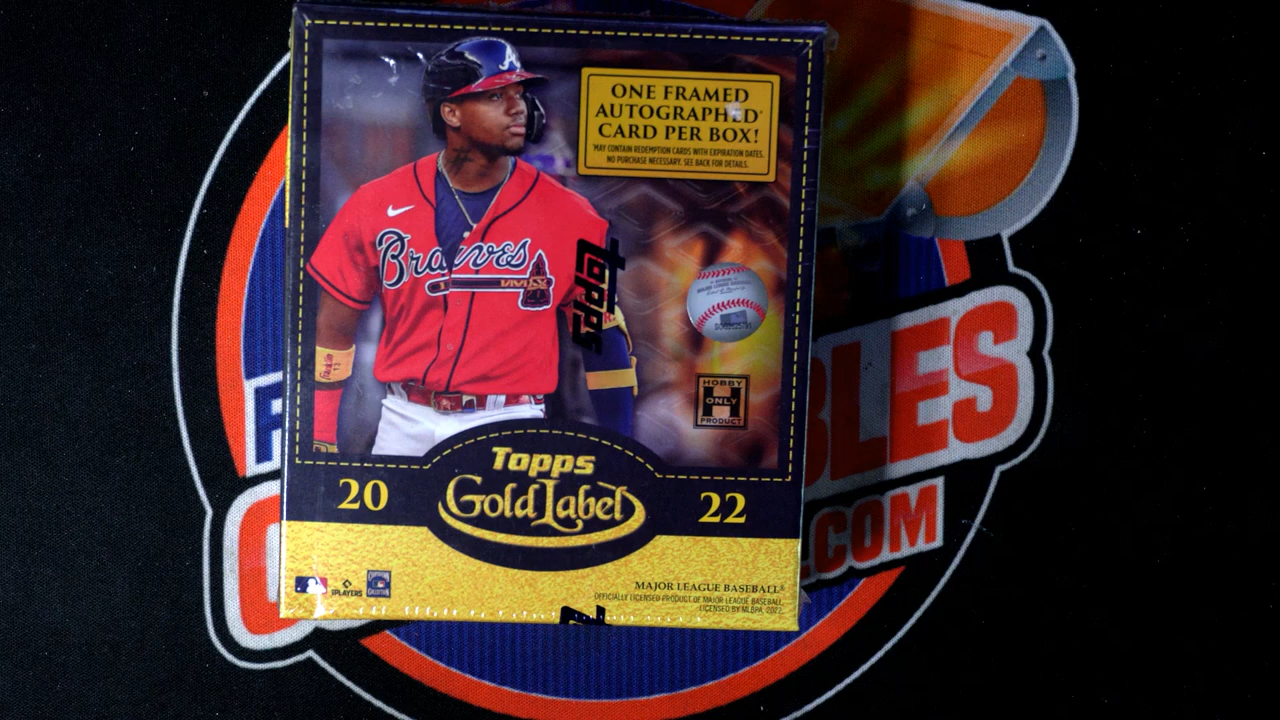 ONE FRAMED
AUTOGRAPHED*
CARD PER BOX!
*MAY CONTAIN REDEMPTION CARDS WITH EXPIRATION DATES.
NO PURCHASE NECESSARY. SEE BACK FOR DETAILS.
Braves
topps
HOBBY
ONLY
PRODUCT
Topps
20 Gold Label 22
PLAYERS
MAJOR LEAGUE BASEBALL®
OFFICIALLY LICENSED PRODUCT OF MAJOR LEAGUE BASEBALL.
LICENSED BY MLBPA, 2022.
BLES
.COM